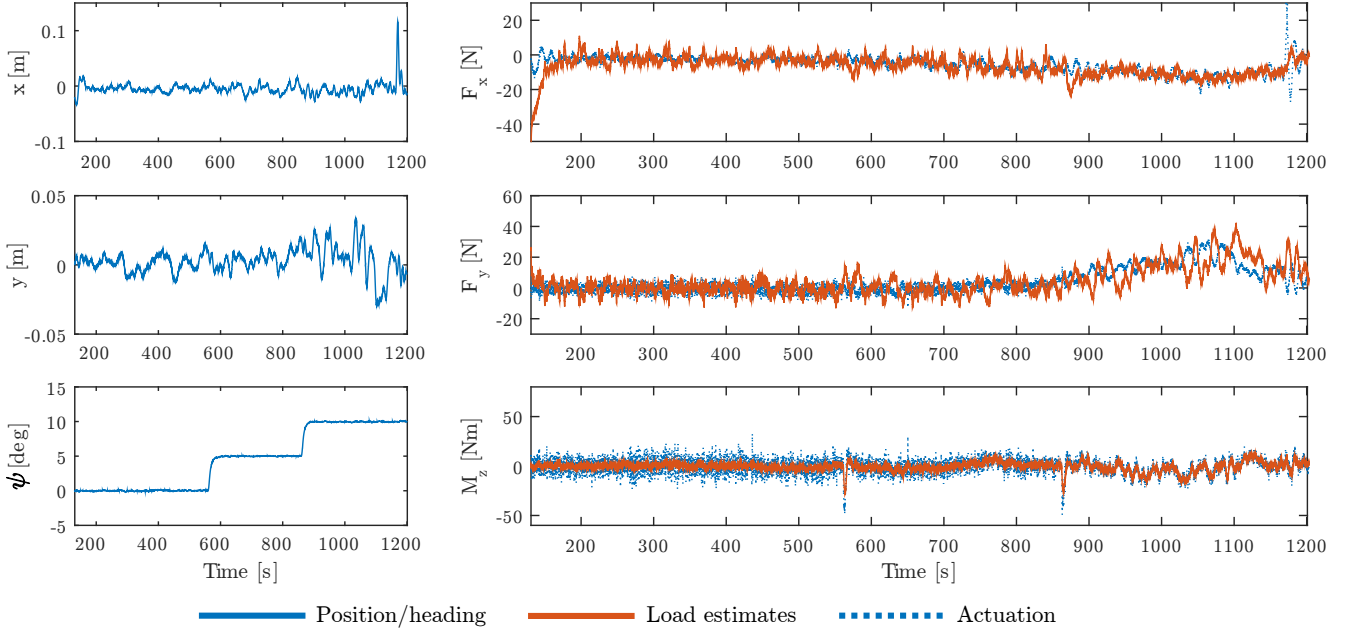 x [m]
0.1
0
-0.1
200 400 600 800 1000 1200
F_x [N]
20
0
-20
-40
200 300 400 500 600 700 800 900 1000 1100 1200
y [m]
0.05
0
-0.05
200 400 600 800 1000 1200
F_y [N]
60
40
20
0
-20
200 300 400 500 600 700 800 900 1000 1100 1200
ψ [deg]
15
10
5
0
-5
200 400 600 800 1000 1200
Time [s]
M_z [Nm]
50
0
-50
200 300 400 500 600 700 800 900 1000 1100 1200
Time [s]
Position/heading Load estimates Actuation